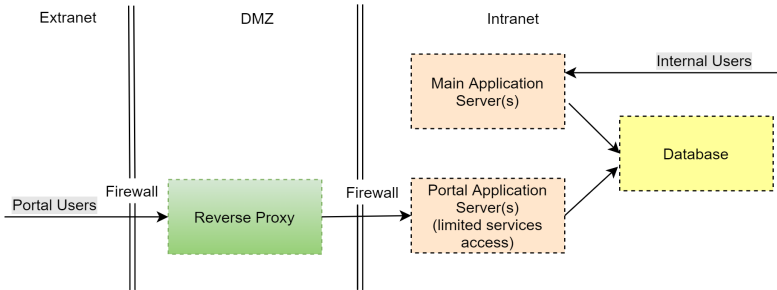 Extranet
DMZ
Intranet
Internal Users
Main Application
Server(s)
Database
Firewall
Firewall
Portal Users
Reverse Proxy
Portal Application
Server(s)
(limited services
access)